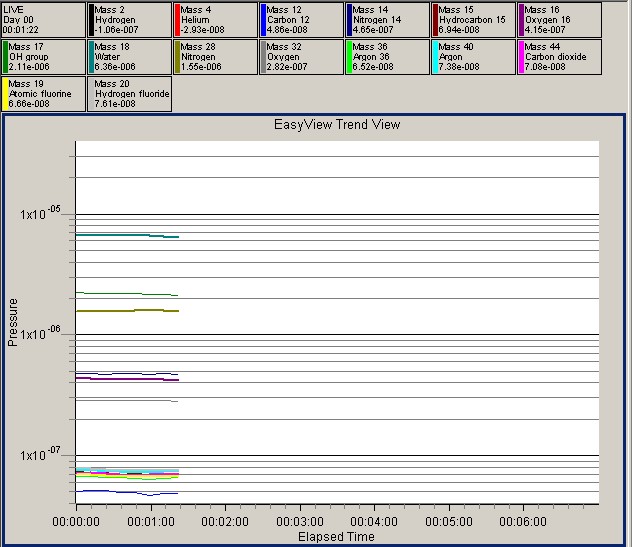 LIVE
Day 00
00:01:22
Mass 2
Hydrogen
-1.06e-007
Mass 4
Helium
-2.93e-008
Mass 12
Carbon 12
4.86e-008
Mass 14
Nitrogen 14
4.65e-007
Mass 15
Hydrocarbon 15
6.94e-008
Mass 16
Oxygen 16
4.15e-007
Mass 17
OH group
2.11e-006
Mass 18
Water
6.36e-006
Mass 28
Nitrogen
1.55e-006
Mass 32
Oxygen
2.82e-007
Mass 36
Argon 36
6.52e-008
Mass 40
Argon
7.38e-008
Mass 44
Carbon dioxide
7.08e-008
Mass 19
Atomic fluorine
6.66e-008
Mass 20
Hydrogen fluoride
7.61e-008
EasyView Trend View
1x10 -05
1x10 -06
1x10 -07
Pressure
00:00:00 00:01:00 00:02:00 00:03:00 00:04:00 00:05:00 00:06:00
Elapsed Time